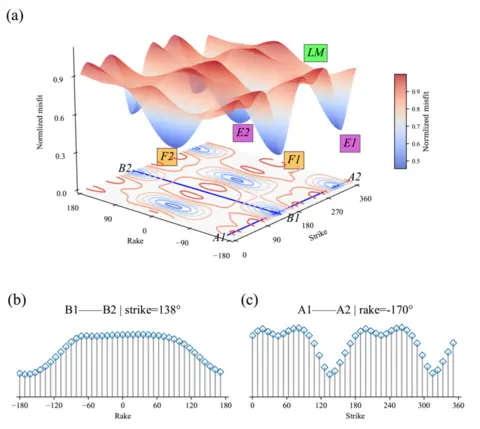 (a)
LM
0.9
0.6
0.3
0.0
Normlized misfit
E2
E1
F2
F1
B2
B1
A1
A2
180
90
0
−90
−180
Rake
0
90
180
270
360
Strike
0.9
0.8
0.7
0.6
0.5
Normlized misfit
(b)
B1——B2 | strike=138°
−180
−120
−60
0
60
120
180
Rake
(c)
A1——A2 | rake=-170°
0
60
120
180
240
300
360
Strike